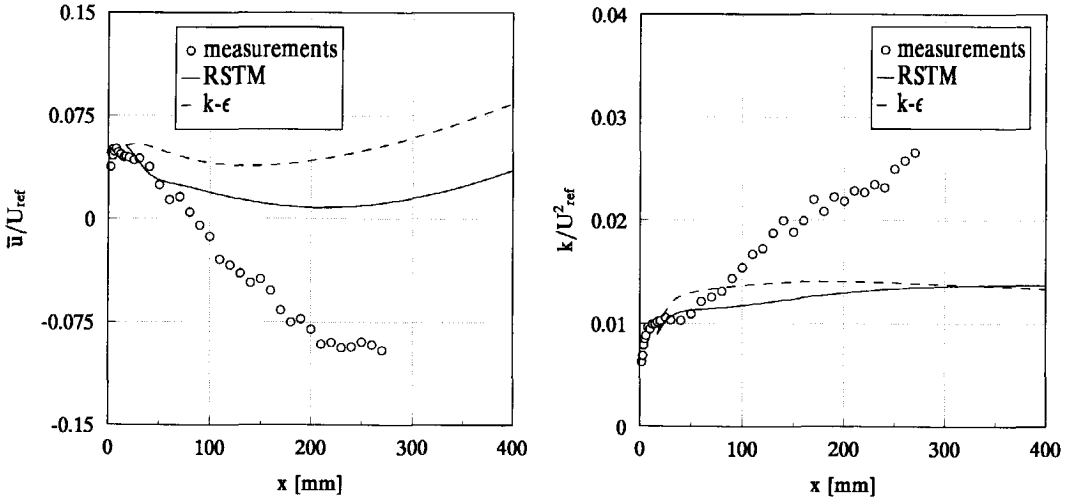 0.15
0.075
0
-0.075
-0.15
u̅/U_ref
measurements
RSTM
k-ϵ
0 100 200 300 400
x [mm]
0.04
0.03
0.02
0.01
0
k/U²_ref
measurements
RSTM
k-ϵ
0 100 200 300 400
x [mm]